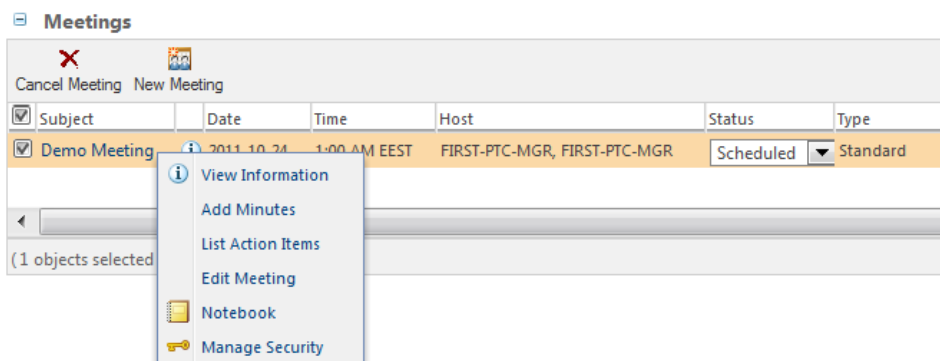 Meetings
Cancel Meeting New Meeting
Subject Date Time Host Status Type
Demo Meeting 2011-10-24 1:00 AM EEST FIRST-PTC-MGR, FIRST-PTC-MGR Scheduled Standard
View Information
Add Minutes
List Action Items
(1 objects selected
Edit Meeting
Notebook
Manage Security